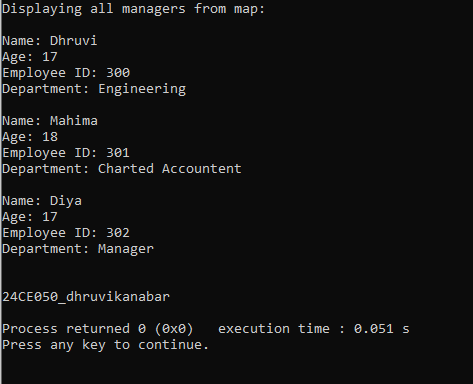 Displaying all managers from map:
Name: Dhruvi
Age: 17
Employee ID: 300
Department: Engineering
Name: Mahima
Age: 18
Employee ID: 301
Department: Charted Accountent
Name: Diya
Age: 17
Employee ID: 302
Department: Manager
24CE050_dhruvikanabar
Process returned 0 (0x0)   execution time : 0.051 s
Press any key to continue.